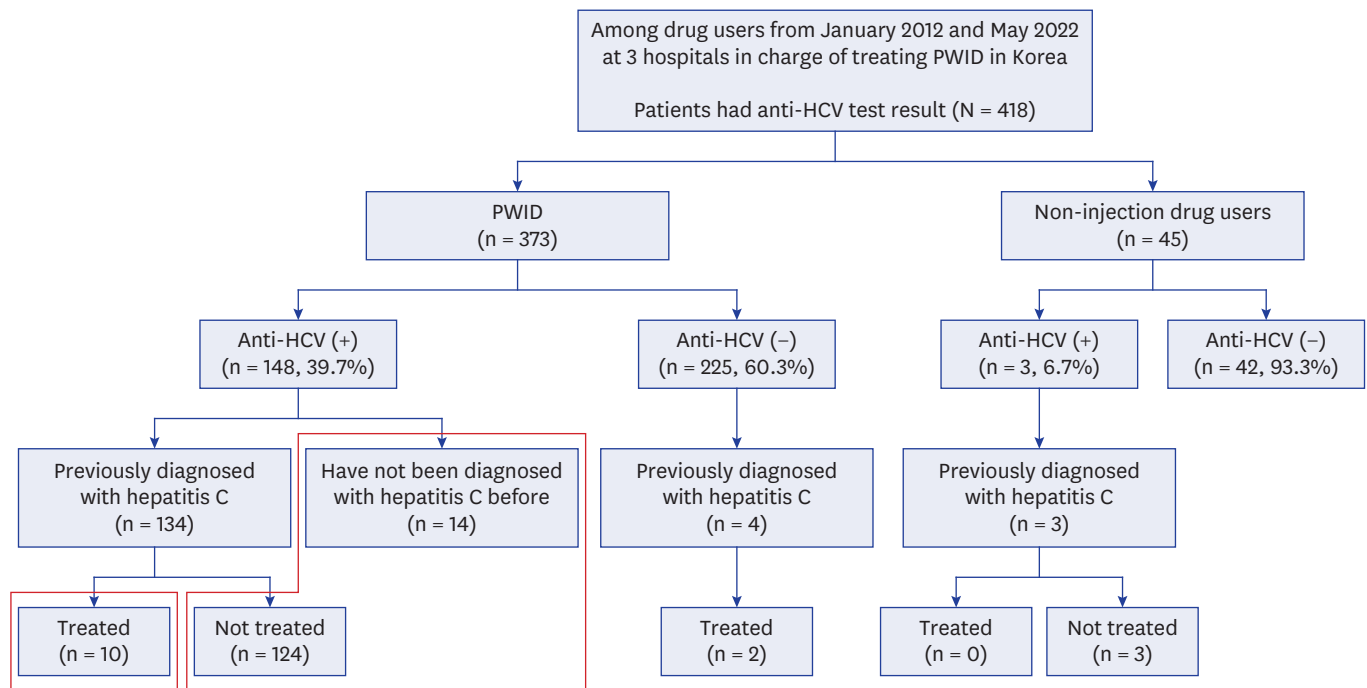 Among drug users from January 2012 and May 2022
at 3 hospitals in charge of treating PWID in Korea
Patients had anti-HCV test result (N = 418)
PWID
(n = 373)
Non-injection drug users
(n = 45)
Anti-HCV (+)
(n = 148, 39.7%)
Anti-HCV (−)
(n = 225, 60.3%)
Anti-HCV (+)
(n = 3, 6.7%)
Anti-HCV (−)
(n = 42, 93.3%)
Previously diagnosed
with hepatitis C
(n = 134)
Have not been diagnosed
with hepatitis C before
(n = 14)
Previously diagnosed
with hepatitis C
(n = 4)
Previously diagnosed
with hepatitis C
(n = 3)
Treated
(n = 10)
Not treated
(n = 124)
Treated
(n = 2)
Treated
(n = 0)
Not treated
(n = 3)